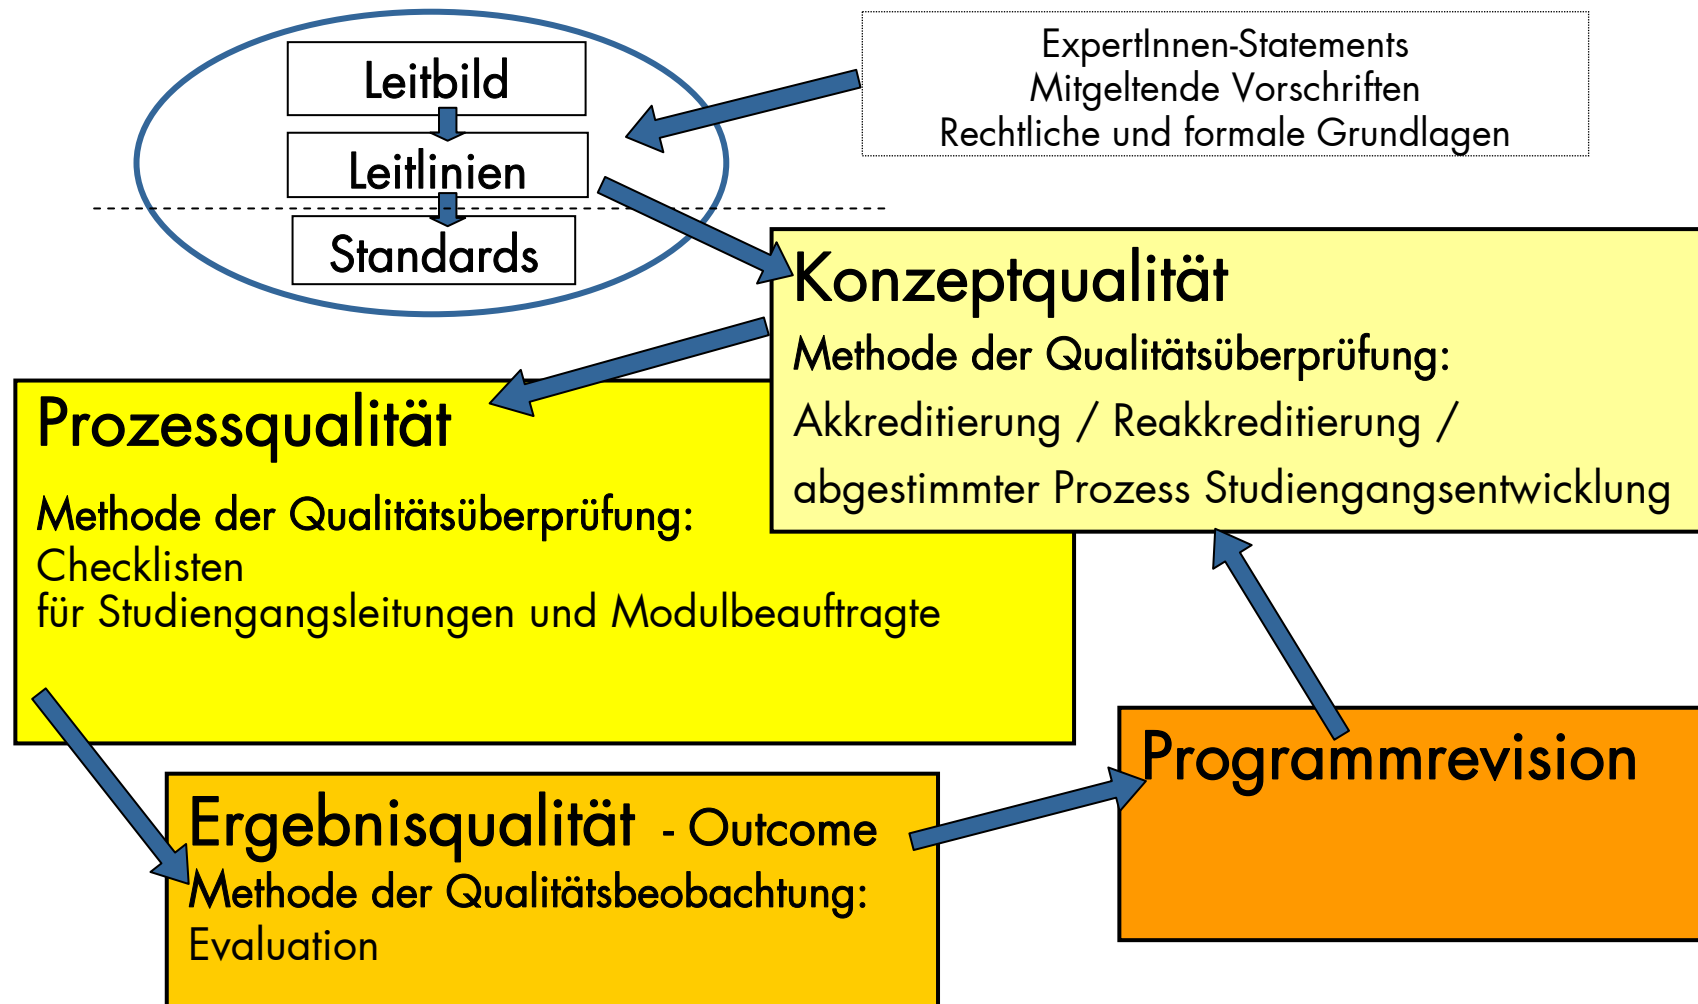 Leitbild
Leitlinien
Standards
ExpertInnen-Statements
Mitgeltende Vorschriften
Rechtliche und formale Grundlagen
Konzeptqualität
Methode der Qualitätsüberprüfung:
Akkreditierung / Reakkreditierung /
abgestimmter Prozess Studiengangsentwicklung
Prozessqualität
Methode der Qualitätsüberprüfung:
Checklisten
für Studiengangsleitungen und Modulbeauftragte
Ergebnisqualität - Outcome
Methode der Qualitätsbeobachtung:
Evaluation
Programmrevision